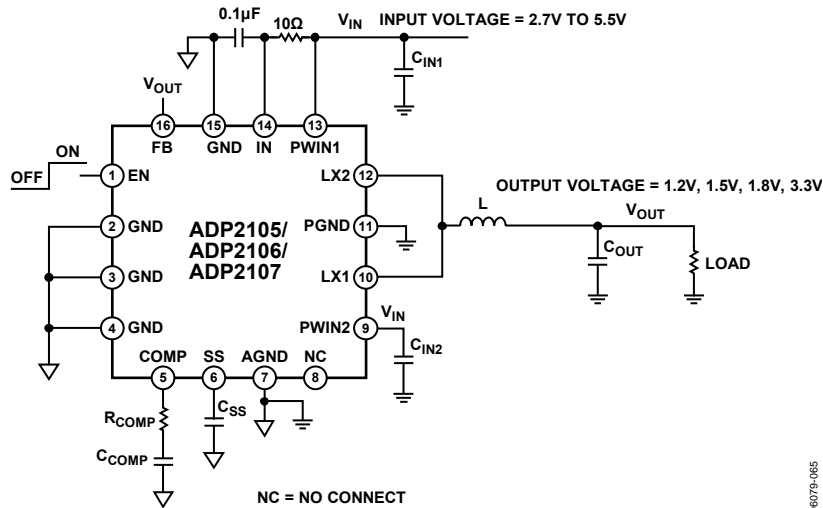 0.1µF
10Ω
VIN
INPUT VOLTAGE = 2.7V TO 5.5V
CIN1
VOUT
16
15
14
13
FB
GND
IN
PWIN1
ON
OFF
1
EN
LX2
12
OUTPUT VOLTAGE = 1.2V, 1.5V, 1.8V, 3.3V
2
GND
ADP2105/
ADP2106/
ADP2107
PGND
11
L
VOUT
COUT
LOAD
3
GND
LX1
10
VIN
4
GND
PWIN2
9
CIN2
COMP
SS
AGND
NC
5
6
7
8
RCOMP
CSS
CCOMP
NC = NO CONNECT
06079-065